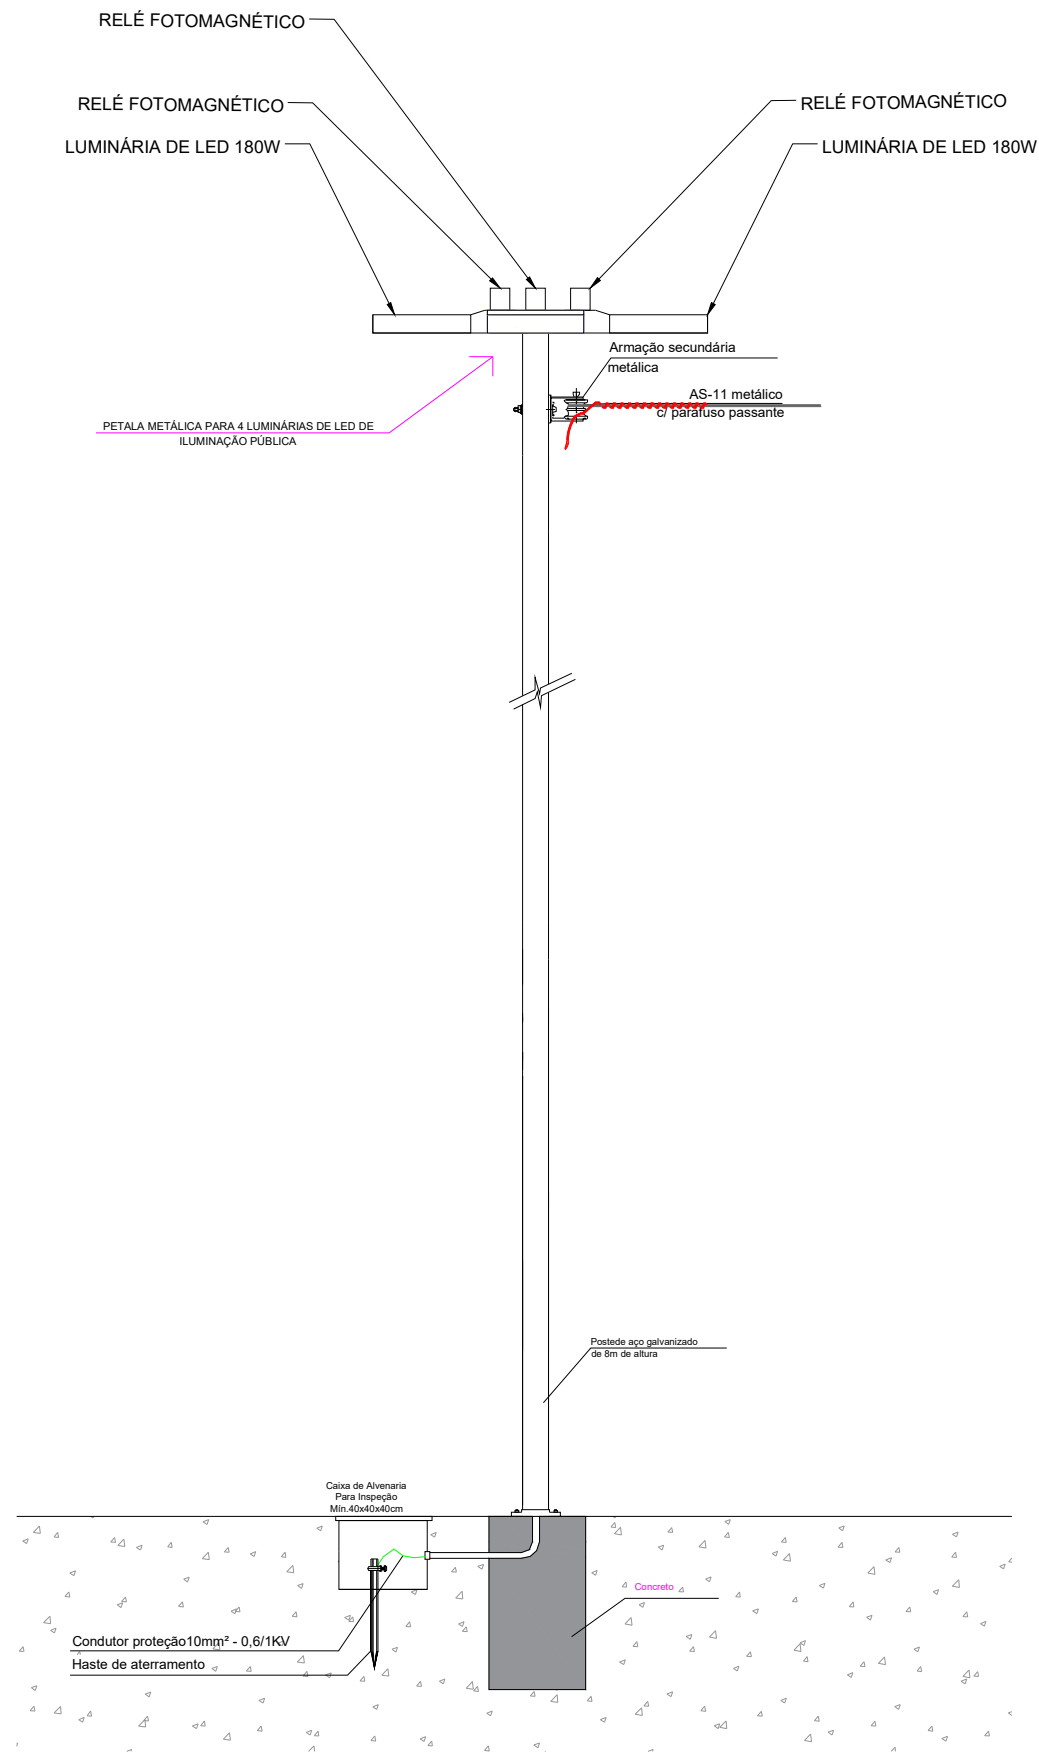 RELÉ FOTOMAGNÉTICO
RELÉ FOTOMAGNÉTICO
RELÉ FOTOMAGNÉTICO
LUMINÁRIA DE LED 180W
LUMINÁRIA DE LED 180W
Armação secundária
metálica
AS-11 metálico
c/ parafuso passante
PETALA METÁLICA PARA 4 LUMINÁRIAS DE LED DE
ILUMINAÇÃO PÚBLICA
Postede aço galvanizado
de 8m de altura
Caixa de Alvenaria
Para Inspeção
Mín.40x40x40cm
Concreto
Condutor proteção10mm² - 0,6/1KV
Haste de aterramento